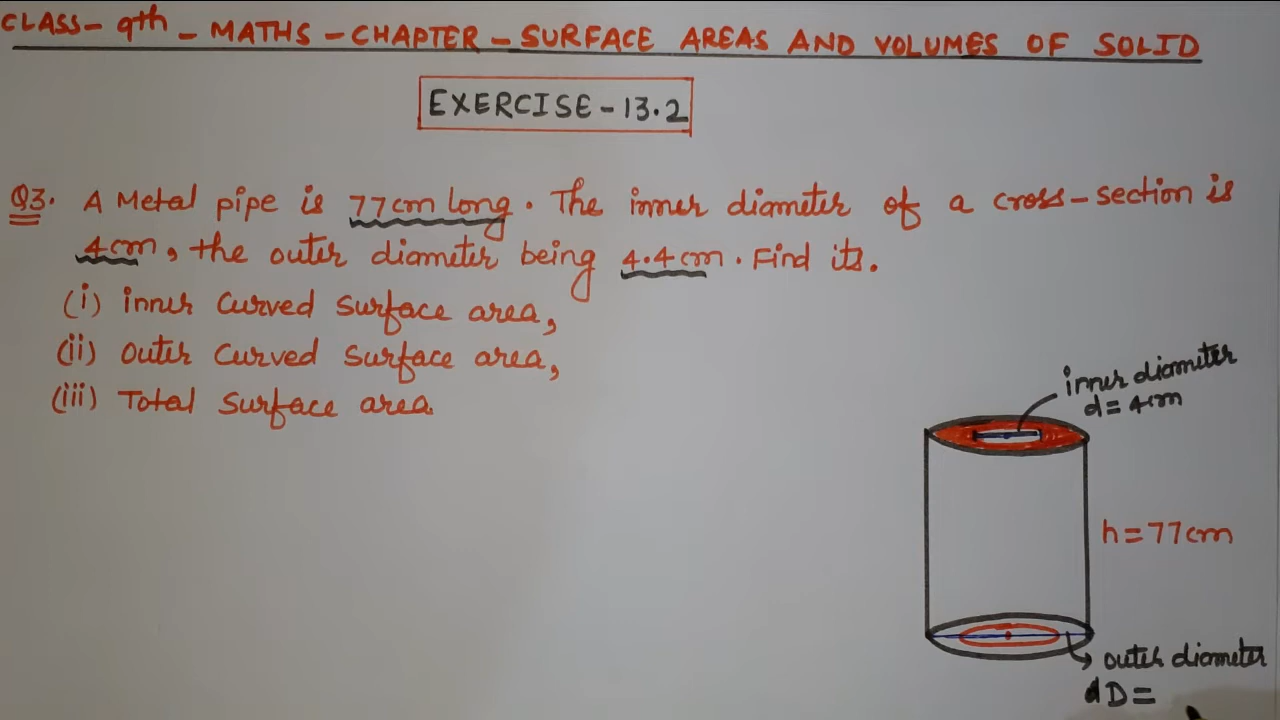 CLASS-9th-MATHS-CHAPTER-SURFACE AREAS AND VOLUMES OF SOLID
EXERCISE-13.2
Q3. A Metal pipe is 77cm long. The inner diameter of a cross-section is
4cm, the outer diameter being 4.4cm. Find its.
(i) inner Curved Surface area,
(ii) Outer Curved Surface area,
(iii) Total Surface area
inner diameter
d=4cm
h=77cm
outer diameter
D=